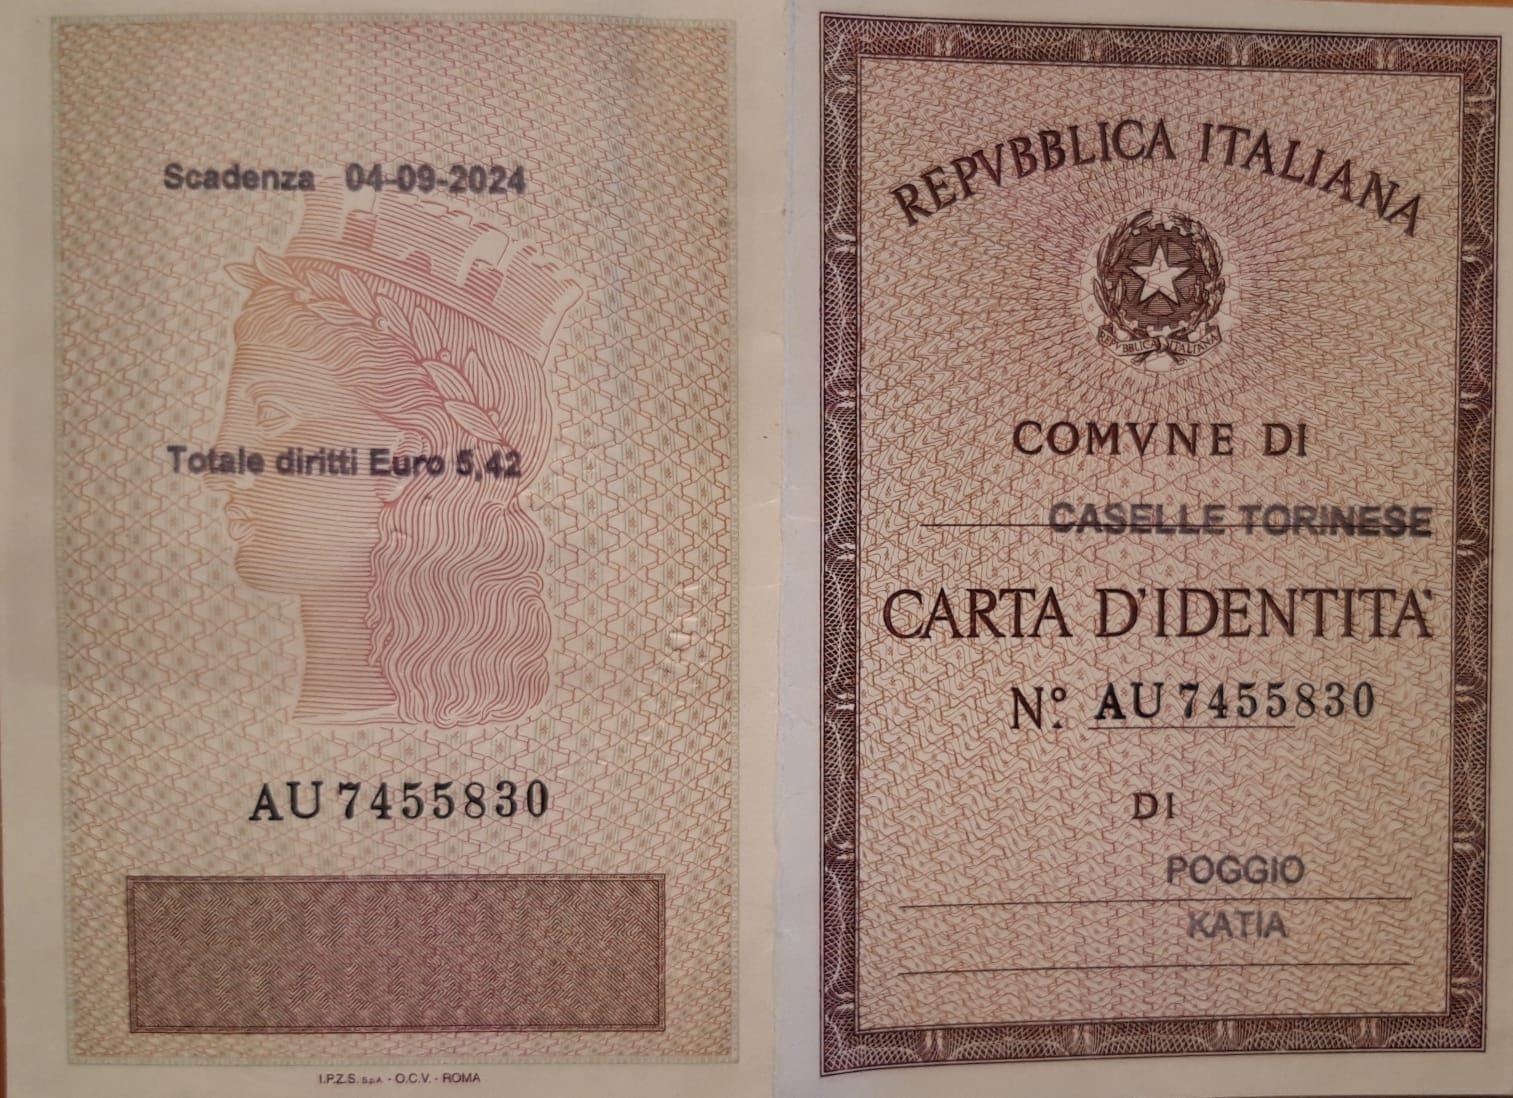 Scadenza 04-09-2024
Totale diritti Euro 5,42
AU 7455830
I.P.Z.S. S.p.A. - O.C.V. - ROMA
REPVBBLICA ITALIANA
REPVBBLICA ITALIANA
COMVNE DI
CASELLE TORINESE
CARTA D'IDENTITA'
N.º AU 7455830
DI
POGGIO
KATIA